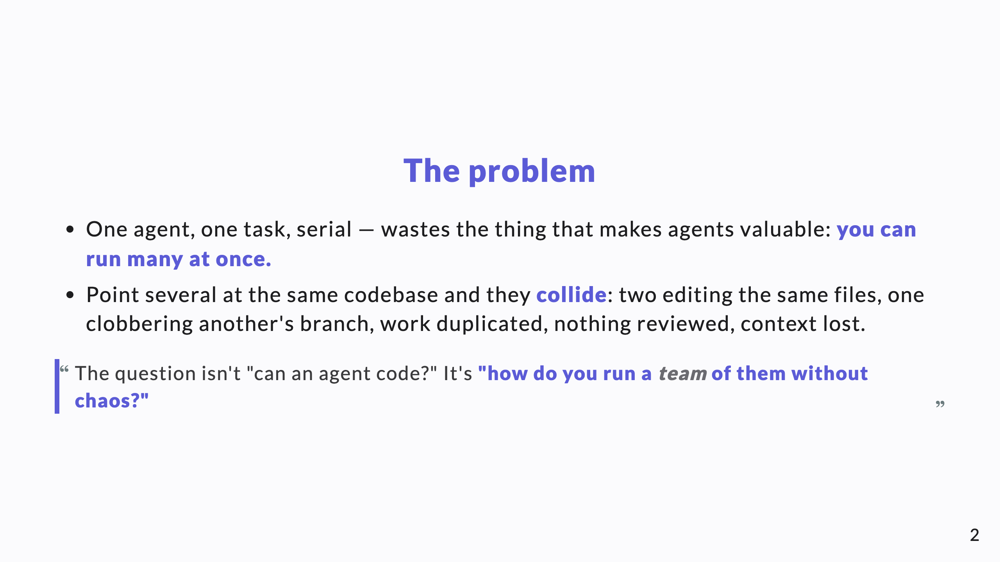 The problem
• One agent, one task, serial — wastes the thing that makes agents valuable: you can
run many at once.
• Point several at the same codebase and they collide: two editing the same files, one
clobbering another's branch, work duplicated, nothing reviewed, context lost.
“ The question isn't "can an agent code?" It's "how do you run a team of them without
chaos?" ”
2